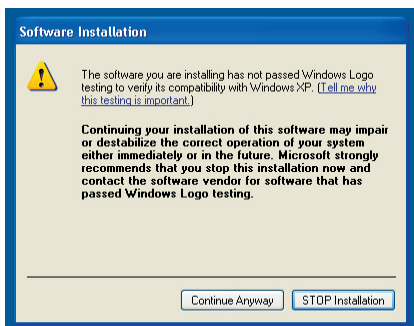 Software Installation
The software you are installing has not passed Windows Logo
testing to verify its compatibility with Windows XP. (Tell me why
this testing is important.)
Continuing your installation of this software may impair
or destabilize the correct operation of your system
either immediately or in the future. Microsoft strongly
recommends that you stop this installation now and
contact the software vendor for software that has
passed Windows Logo testing.
Continue Anyway
STOP Installation